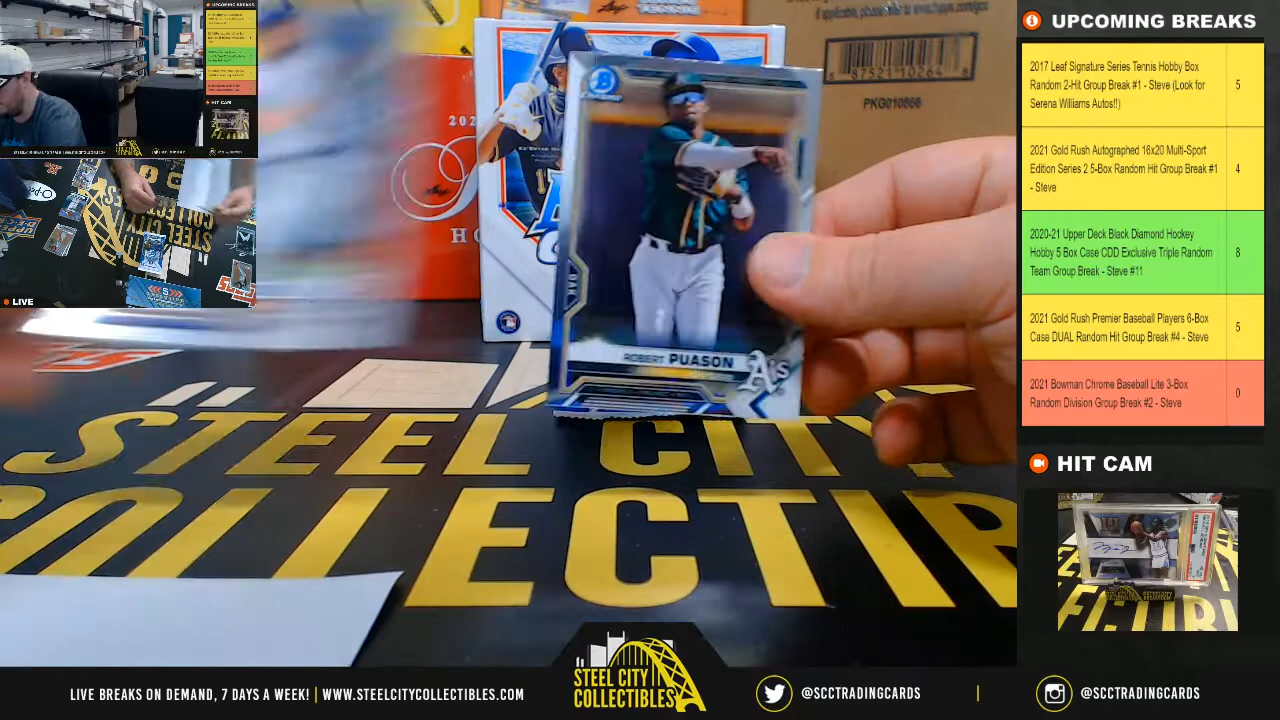 UPCOMING BREAKS
2017 Leaf Signature Series Tennis Hobby Box
Random 2-Hit Group Break #1 - Steve (Look for
Serena Williams Autos!!)
5
2021 Gold Rush Autographed 16x20 Multi-Sport
Edition Series 2 5-Box Random Hit Group Break #1
- Steve
4
2020-21 Upper Deck Black Diamond Hockey
Hobby 5 Box Case CDD Exclusive Triple Random
Team Group Break - Steve #11
8
2021 Gold Rush Premier Baseball Players 6-Box
Case DUAL Random Hit Group Break #4 - Steve
5
2021 Bowman Chrome Baseball Lite 3-Box
Random Division Group Break #2 - Steve
0
HIT CAM
UPCOMING BREAKS
HIT CAM
LIVE
PKG010866
202
ROBERT PUASON
A's
STEEL CITY
COLLECTIB
STEEL CITY
COLLECTIBLES
LIVE BREAKS ON DEMAND, 7 DAYS A WEEK! | WWW.STEELCITYCOLLECTIBLES.COM
@SCCTRADINGCARDS
@SCCTRADINGCARDS